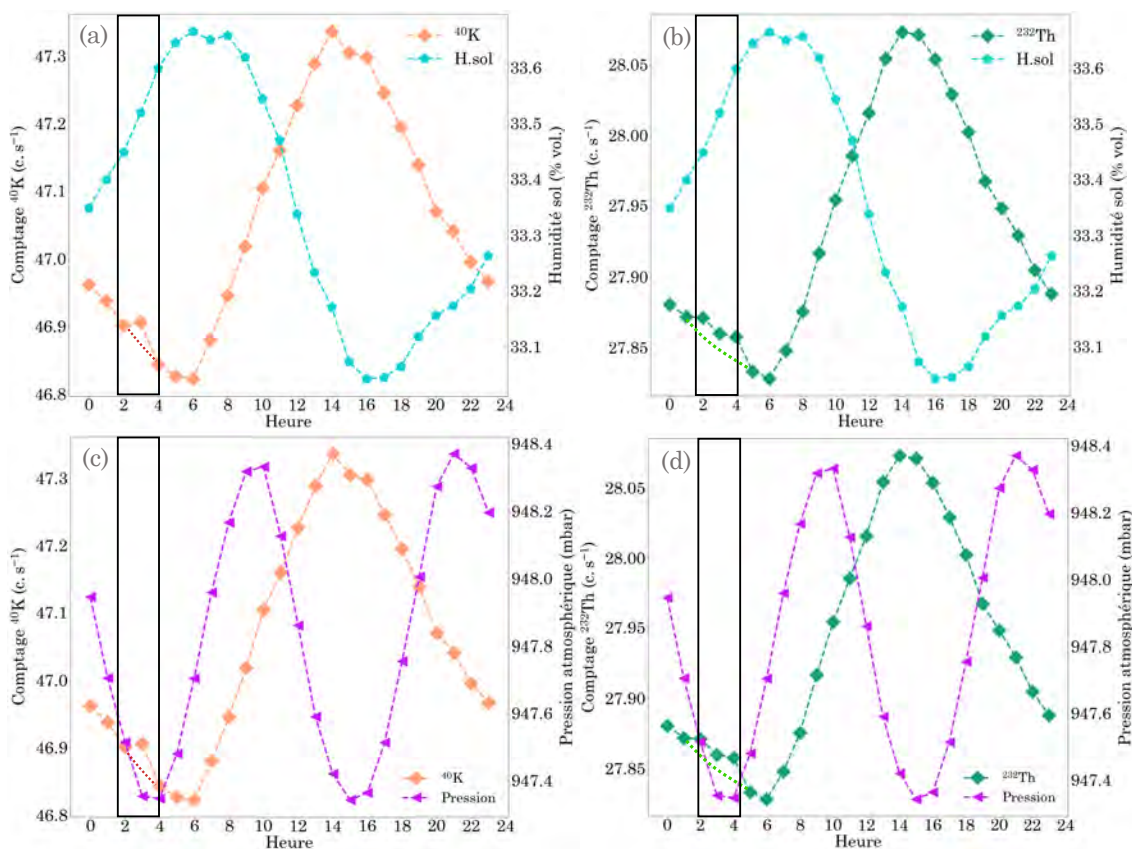 (a)
⁴⁰K
H.sol
Comptage ⁴⁰K (c. s⁻¹)
47.3
47.2
47.1
47.0
46.9
46.8
33.6
33.5
33.4
33.3
33.2
33.1
Humidité sol (% vol.)
0 2 4 6 8 10 12 14 16 18 20 22 24
Heure
(b)
²³²Th
H.sol
Comptage ²³²Th (c. s⁻¹)
28.05
28.00
27.95
27.90
27.85
33.6
33.5
33.4
33.3
33.2
33.1
Humidité sol (% vol.)
0 2 4 6 8 10 12 14 16 18 20 22 24
Heure
(c)
Comptage ⁴⁰K (c. s⁻¹)
47.3
47.2
47.1
47.0
46.9
46.8
948.4
948.2
948.0
947.8
947.6
947.4
Pression atmosphérique (mbar)
⁴⁰K
Pression
0 2 4 6 8 10 12 14 16 18 20 22 24
Heure
(d)
Comptage ²³²Th (c. s⁻¹)
28.05
28.00
27.95
27.90
27.85
948.4
948.2
948.0
947.8
947.6
947.4
Pression atmosphérique (mbar)
²³²Th
Pression
0 2 4 6 8 10 12 14 16 18 20 22 24
Heure